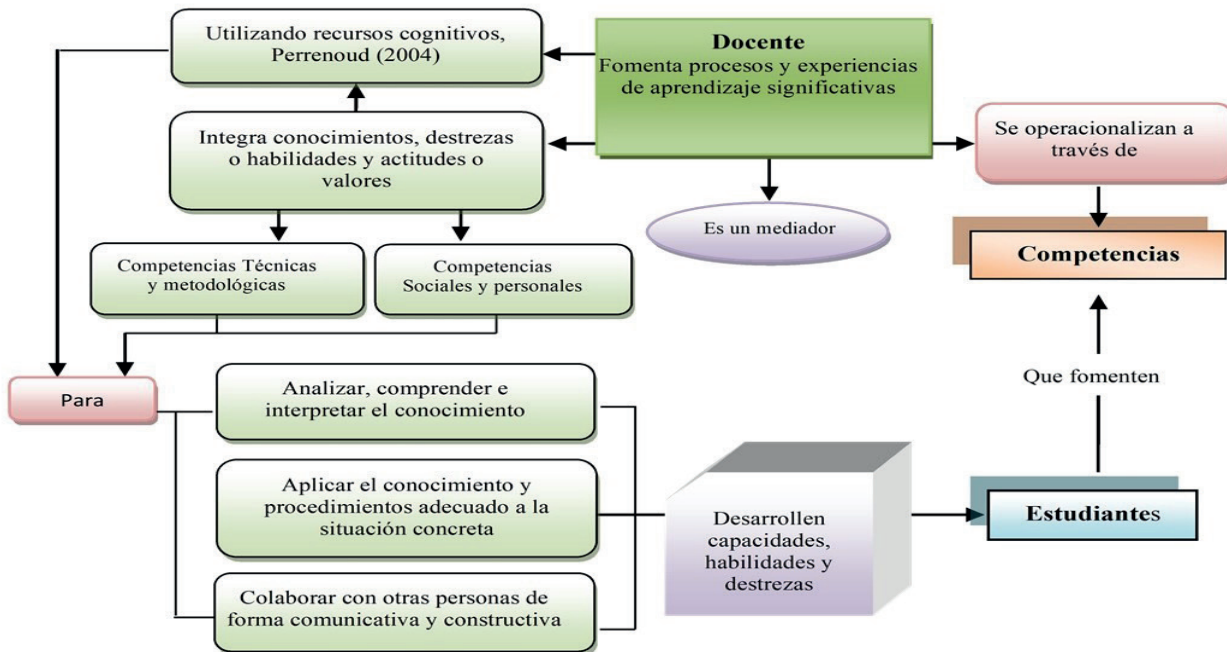 Utilizando recursos cognitivos,
Perrenoud (2004)
Docente
Fomenta procesos y experiencias
de aprendizaje significativas
Integra conocimientos, destrezas
o habilidades y actitudes o
valores
Se operacionalizan a
través de
Es un mediador
Competencias Técnicas
y metodológicas
Competencias
Sociales y personales
Competencias
Para
Analizar, comprender e
interpretar el conocimiento
Que fomenten
Aplicar el conocimiento y
procedimientos adecuado a la
situación concreta
Desarrollen
capacidades,
habilidades y
destrezas
Estudiantes
Colaborar con otras personas de
forma comunicativa y constructiva